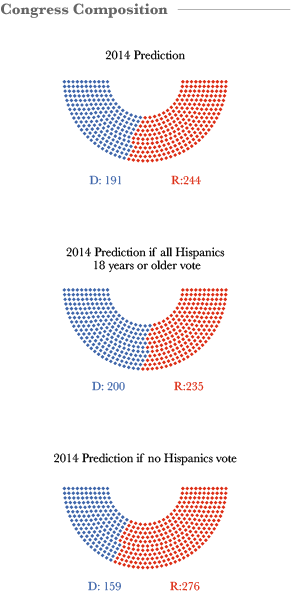 Congress Composition
2014 Prediction
D: 191 R:244
2014 Prediction if all Hispanics
18 years or older vote
D: 200 R:235
2014 Prediction if no Hispanics vote
D: 159 R:276